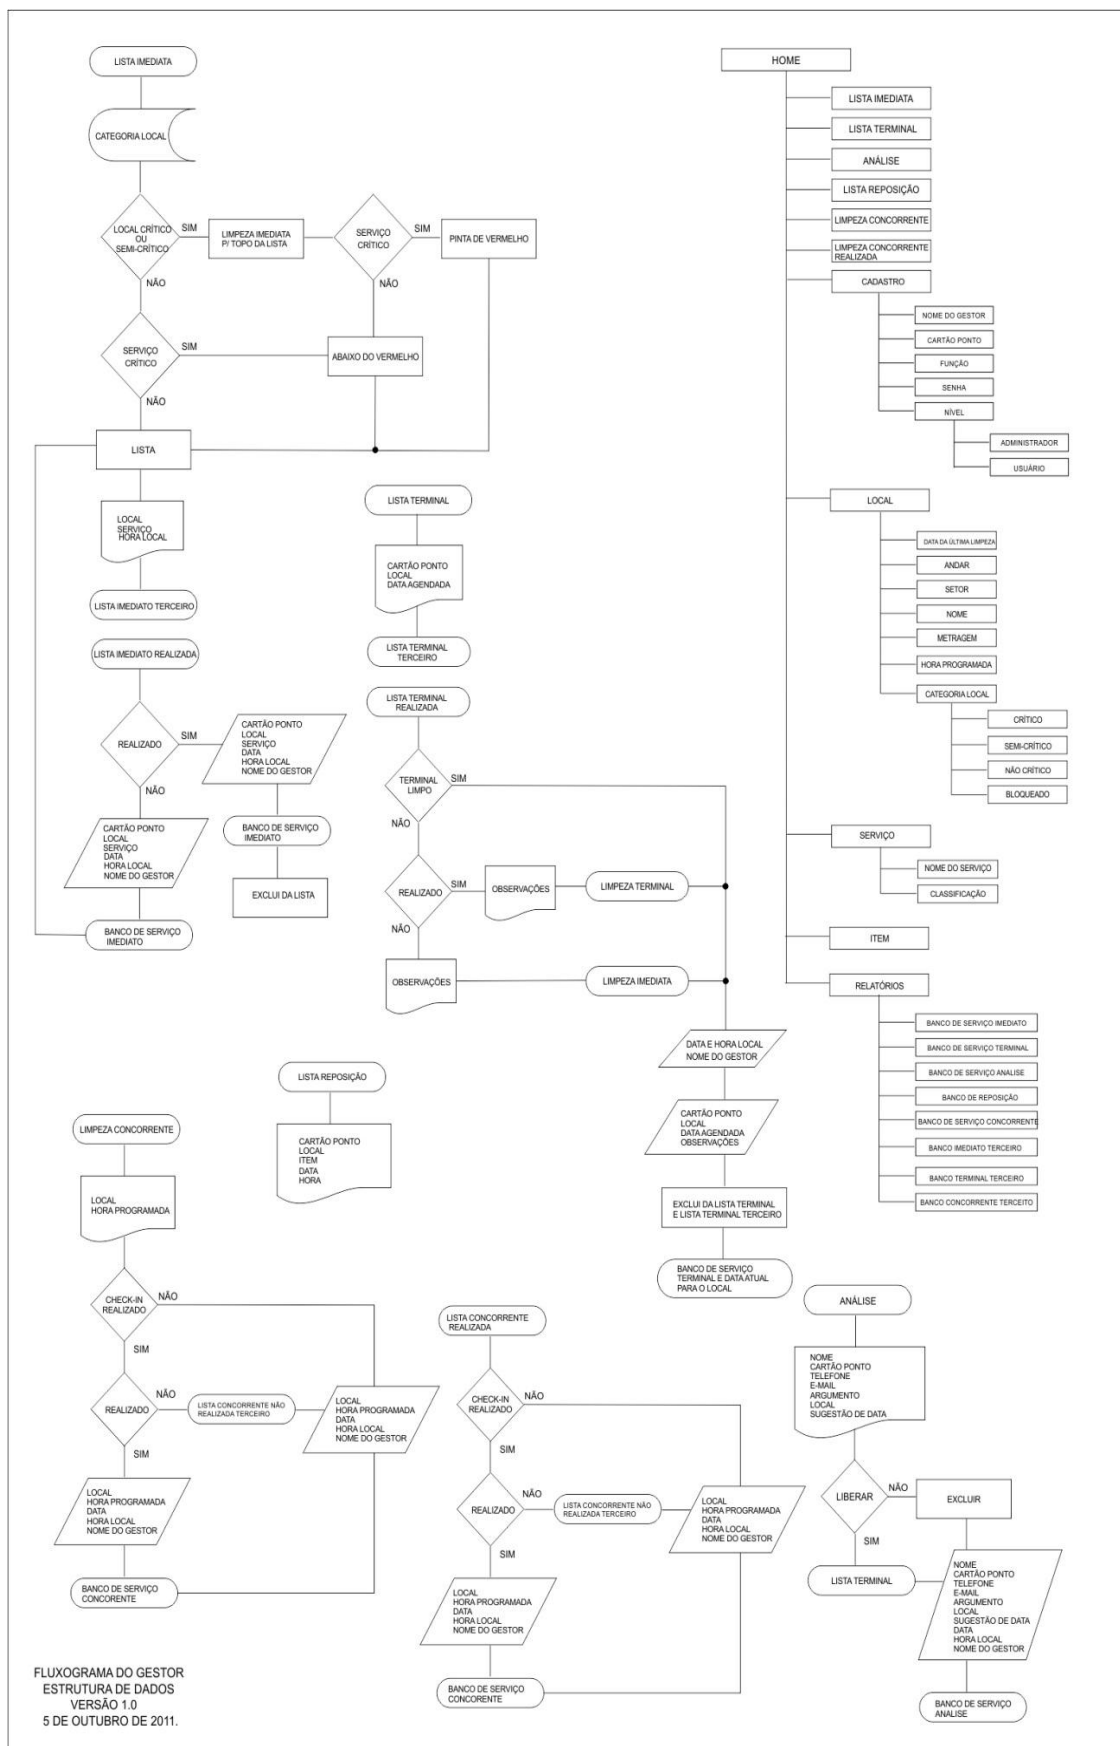 LISTA IMEDIATA
CATEGORIA LOCAL
LOCAL CRÍTICO
OU
SEMI-CRÍTICO
SIM
LIMPEZA IMEDIATA
P/ TOPO DA LISTA
SERVIÇO
CRÍTICO
SIM
PINTA DE VERMELHO
NÃO
NÃO
SERVIÇO
CRÍTICO
SIM
ABAIXO DO VERMELHO
NÃO
LISTA
LOCAL
SERVIÇO
HORA LOCAL
LISTA IMEDIATO TERCEIRO
LISTA IMEDIATO REALIZADA
REALIZADO
SIM
CARTÃO PONTO
LOCAL
SERVIÇO
DATA
HORA LOCAL
NOME DO GESTOR
NÃO
CARTÃO PONTO
LOCAL
SERVIÇO
DATA
HORA LOCAL
NOME DO GESTOR
BANCO DE SERVIÇO
IMEDIATO
EXCLUI DA LISTA
BANCO DE SERVIÇO
IMEDIATO
LISTA TERMINAL
CARTÃO PONTO
LOCAL
DATA AGENDADA
LISTA TERMINAL
TERCEIRO
LISTA TERMINAL
REALIZADA
TERMINAL
LIMPO
SIM
NÃO
REALIZADO
SIM
OBSERVAÇÕES
LIMPEZA TERMINAL
NÃO
OBSERVAÇÕES
LIMPEZA IMEDIATA
DATA E HORA LOCAL
NOME DO GESTOR
CARTÃO PONTO
LOCAL
DATA AGENDADA
OBSERVAÇÕES
EXCLUI DA LISTA TERMINAL
E LISTA TERMINAL TERCEIRO
BANCO DE SERVIÇO
TERMINAL E DATA ATUAL
PARA O LOCAL
HOME
LISTA IMEDIATA
LISTA TERMINAL
ANÁLISE
LISTA REPOSIÇÃO
LIMPEZA CONCORRENTE
LIMPEZA CONCORRENTE
REALIZADA
CADASTRO
NOME DO GESTOR
CARTÃO PONTO
FUNÇÃO
SENHA
NÍVEL
ADMINISTRADOR
USUÁRIO
LOCAL
DATA DA ÚLTIMA LIMPEZA
ANDAR
SETOR
NOME
METRAGEM
HORA PROGRAMADA
CATEGORIA LOCAL
CRÍTICO
SEMI-CRÍTICO
NÃO CRÍTICO
BLOQUEADO
SERVIÇO
NOME DO SERVIÇO
CLASSIFICAÇÃO
ITEM
RELATÓRIOS
BANCO DE SERVIÇO IMEDIATO
BANCO DE SERVIÇO TERMINAL
BANCO DE SERVIÇO ANALISE
BANCO DE REPOSIÇÃO
BANCO DE SERVIÇO CONCORRENTE
BANCO IMEDIATO TERCEIRO
BANCO TERMINAL TERCEIRO
BANCO CONCORRENTE TERCEITO
LISTA REPOSIÇÃO
CARTÃO PONTO
LOCAL
ITEM
DATA
HORA
LIMPEZA CONCORRENTE
LOCAL
HORA PROGRAMADA
CHECK-IN
REALIZADO
NÃO
SIM
REALIZADO
NÃO
LISTA CONCORRENTE NÃO
REALIZADA TERCEIRO
LOCAL
HORA PROGRAMADA
DATA
HORA LOCAL
NOME DO GESTOR
SIM
LOCAL
HORA PROGRAMADA
DATA
HORA LOCAL
NOME DO GESTOR
BANCO DE SERVIÇO
CONCORENTE
LISTA CONCORRENTE
REALIZADA
CHECK-IN
REALIZADO
NÃO
SIM
REALIZADO
NÃO
LISTA CONCORRENTE NÃO
REALIZADA TERCEIRO
LOCAL
HORA PROGRAMADA
DATA
HORA LOCAL
NOME DO GESTOR
SIM
LOCAL
HORA PROGRAMADA
DATA
HORA LOCAL
NOME DO GESTOR
BANCO DE SERVIÇO
CONCORENTE
ANÁLISE
NOME
CARTÃO PONTO
TELEFONE
E-MAIL
ARGUMENTO
LOCAL
SUGESTÃO DE DATA
LIBERAR
NÃO
EXCLUIR
SIM
LISTA TERMINAL
NOME
CARTÃO PONTO
TELEFONE
E-MAIL
ARGUMENTO
LOCAL
SUGESTÃO DE DATA
DATA
HORA LOCAL
NOME DO GESTOR
BANCO DE SERVIÇO
ANALISE
FLUXOGRAMA DO GESTOR
ESTRUTURA DE DADOS
VERSÃO 1.0
5 DE OUTUBRO DE 2011.